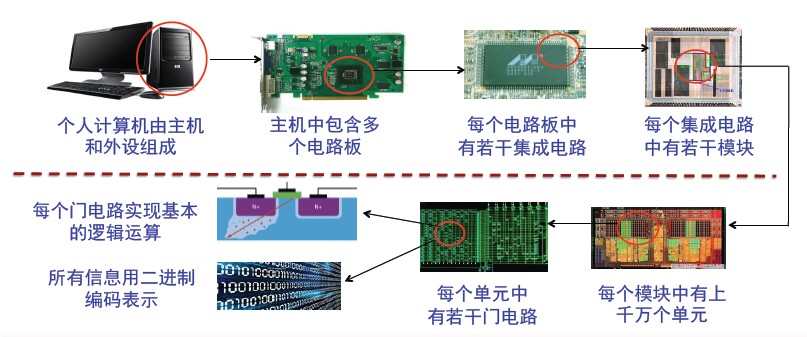 个人计算机由主机
和外设组成
主机中包含多
个电路板
每个电路板中
有若干集成电路
每个集成电路
中有若干模块
每个门电路实现基本
的逻辑运算
N+
N+
所有信息用二进制
编码表示
每个单元中
有若干门电路
每个模块中有上
千万个单元